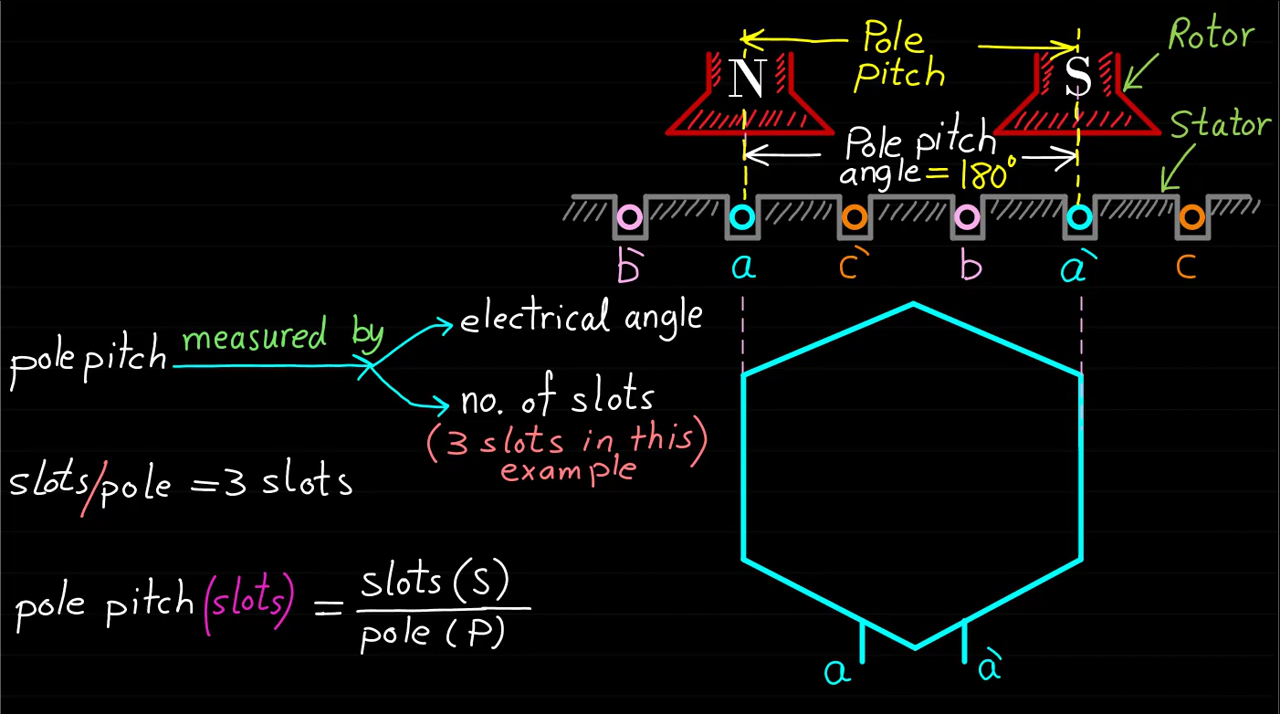 Pole
pitch
N
S
Rotor
Stator
Pole pitch
angle = 180°
b` a c` b a` c
pole pitch measured by
electrical angle
no. of slots
(3 slots in this)
example
slots/pole = 3 slots
pole pitch (slots) = slots (S)
pole (P)
a a`